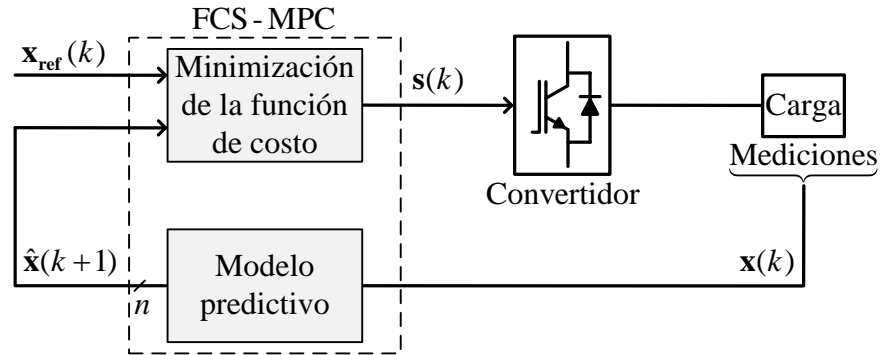 FCS - MPC
x_ref(k)
Minimización
de la función
de costo
s(k)
Convertidor
Carga
Mediciones
x̂(k+1)
n
Modelo
predictivo
x(k)